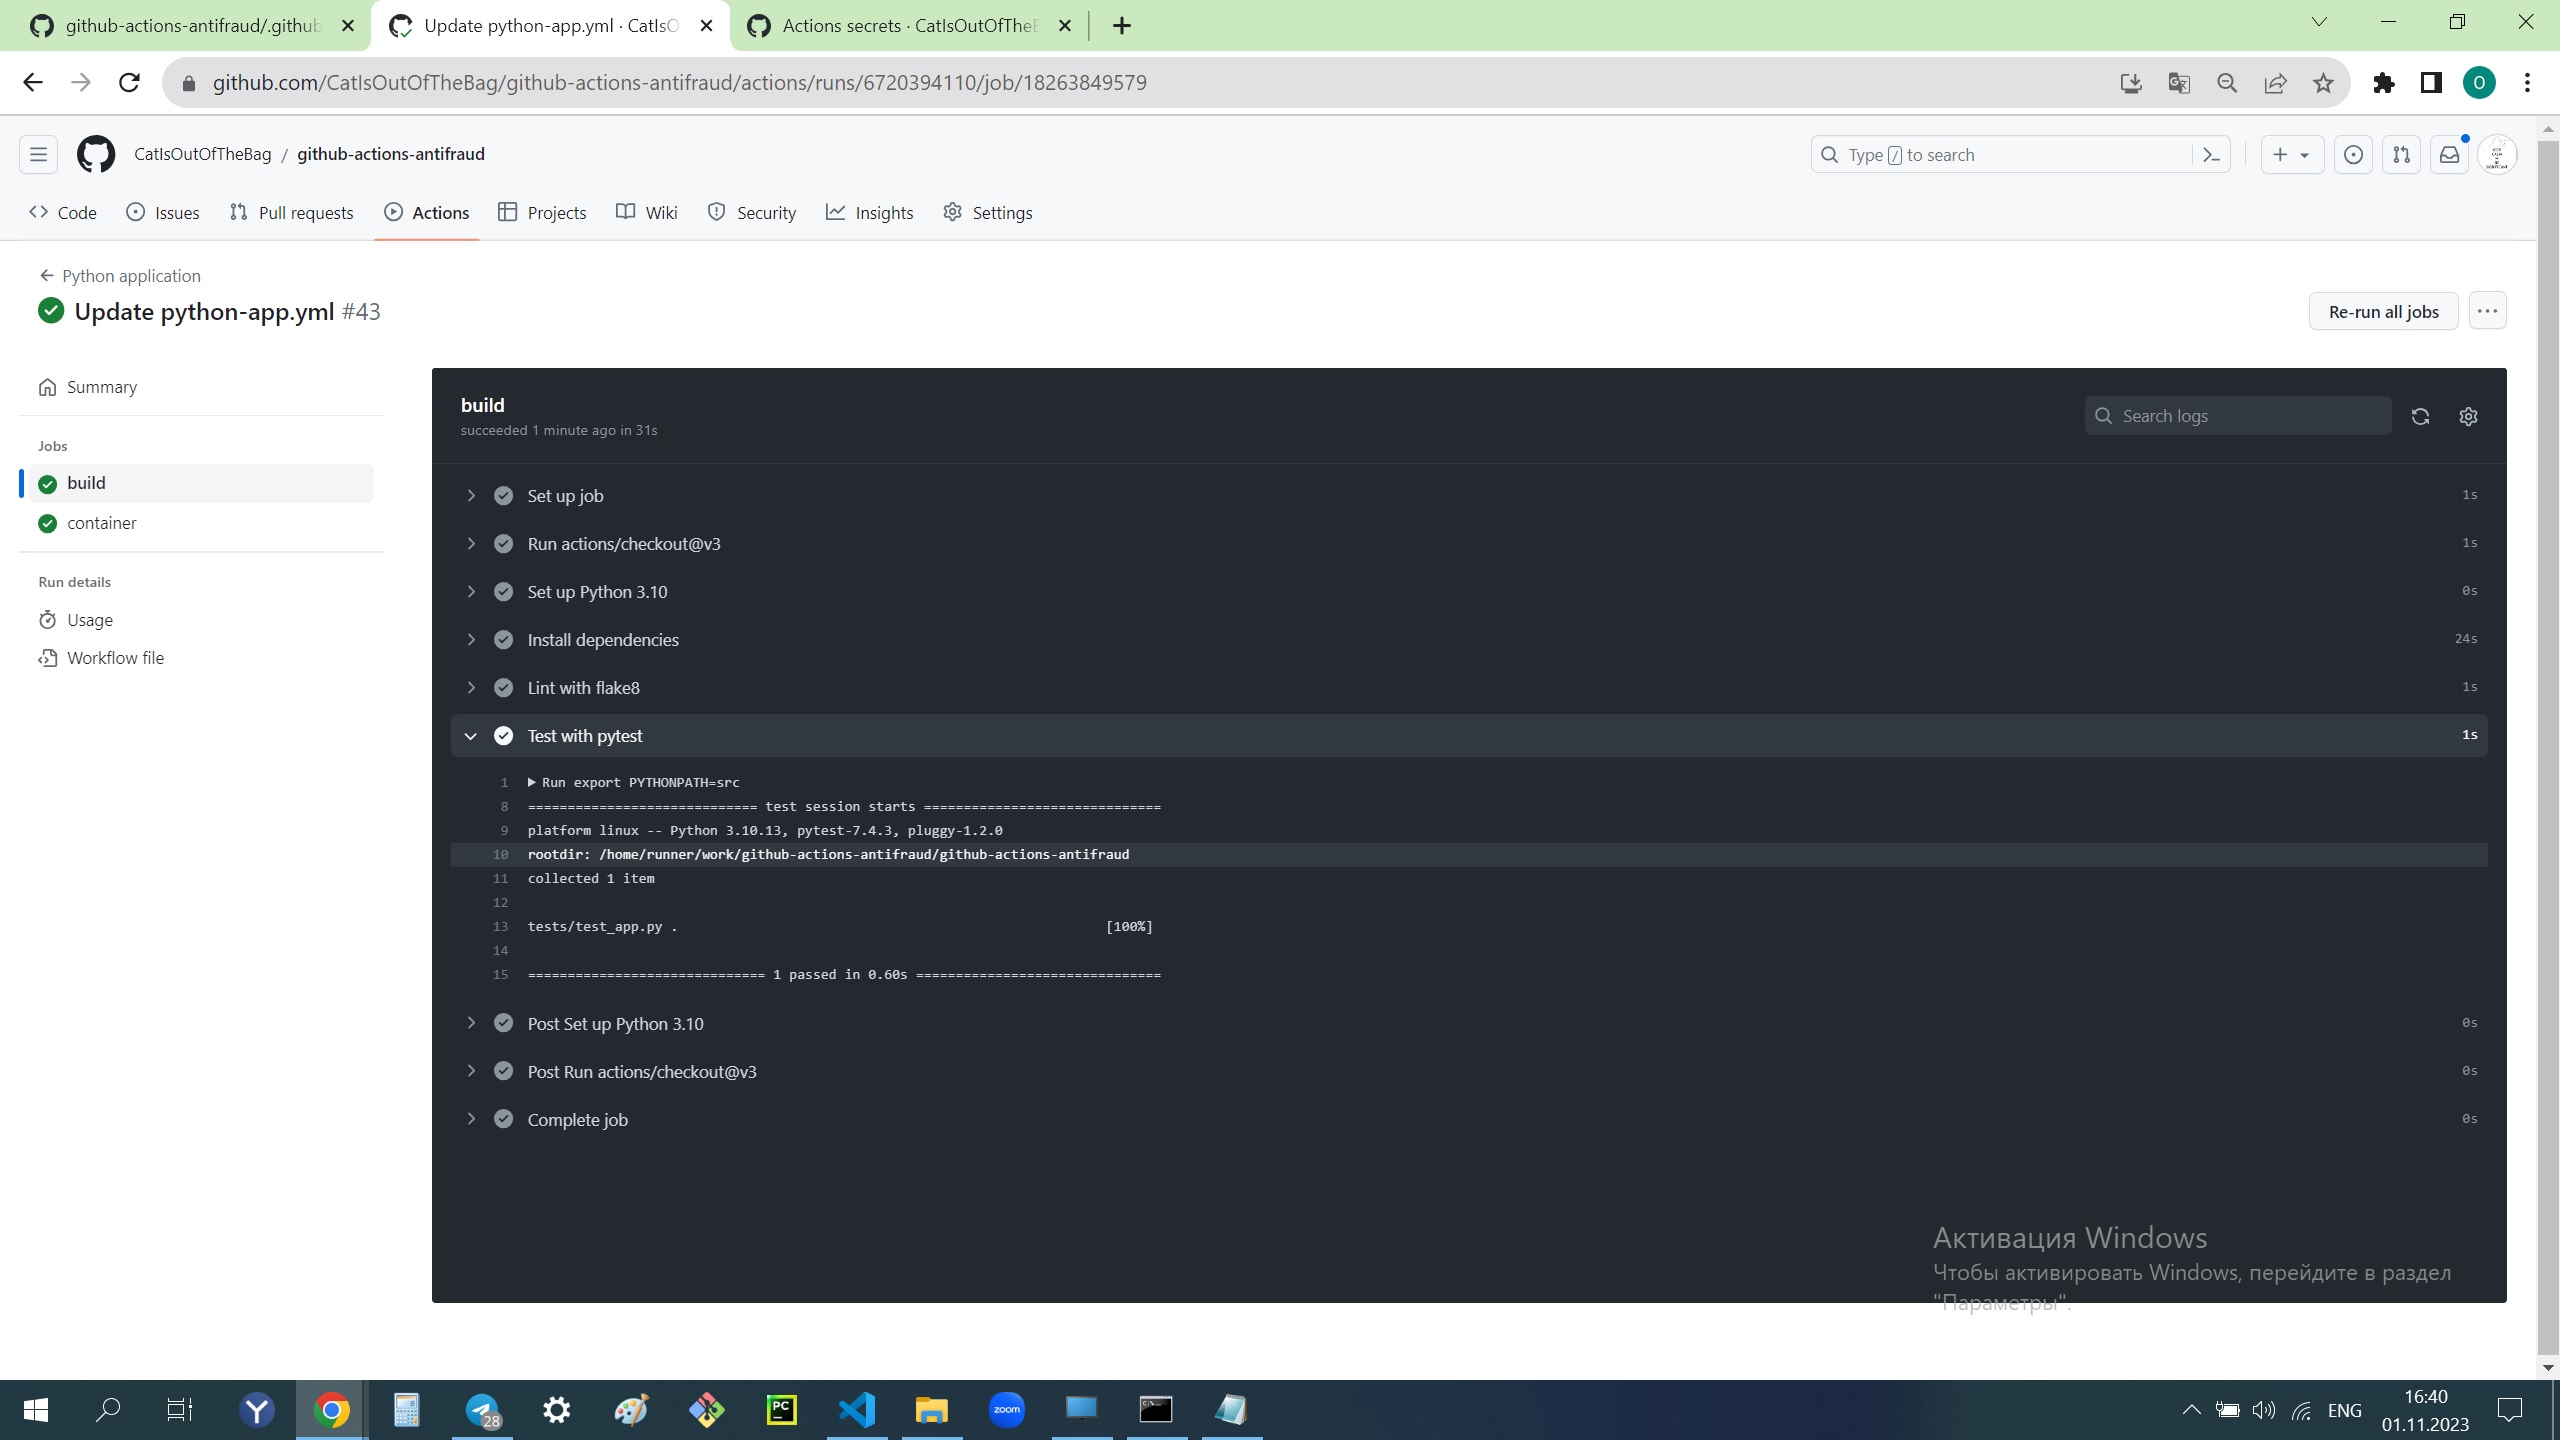 github-actions-antifraud/.github
Update python-app.yml · CatIsO
Actions secrets · CatIsOutOfTheB
github.com/CatIsOutOfTheBag/github-actions-antifraud/actions/runs/6720394110/job/18263849579
O
CatIsOutOfTheBag / github-actions-antifraud
Type / to search
Code Issues Pull requests Actions Projects Wiki Security Insights Settings
Python application
Update python-app.yml #43
Re-run all jobs
Summary
Jobs
build
container
Run details
Usage
Workflow file
build
succeeded 1 minute ago in 31s
Search logs
Set up job 1s
Run actions/checkout@v3 1s
Set up Python 3.10 0s
Install dependencies 24s
Lint with flake8 1s
Test with pytest 1s
1 Run export PYTHONPATH=src
8 ============================= test session starts ==============================
9 platform linux -- Python 3.10.13, pytest-7.4.3, pluggy-1.2.0
10 rootdir: /home/runner/work/github-actions-antifraud/github-actions-antifraud
11 collected 1 item
12
13 tests/test_app.py . [100%]
14
15 ============================== 1 passed in 0.60s ===============================
Post Set up Python 3.10 0s
Post Run actions/checkout@v3 0s
Complete job 0s
Активация Windows
Чтобы активировать Windows, перейдите в раздел
"Параметры".
28
PC
zoom
ENG
16:40
01.11.2023